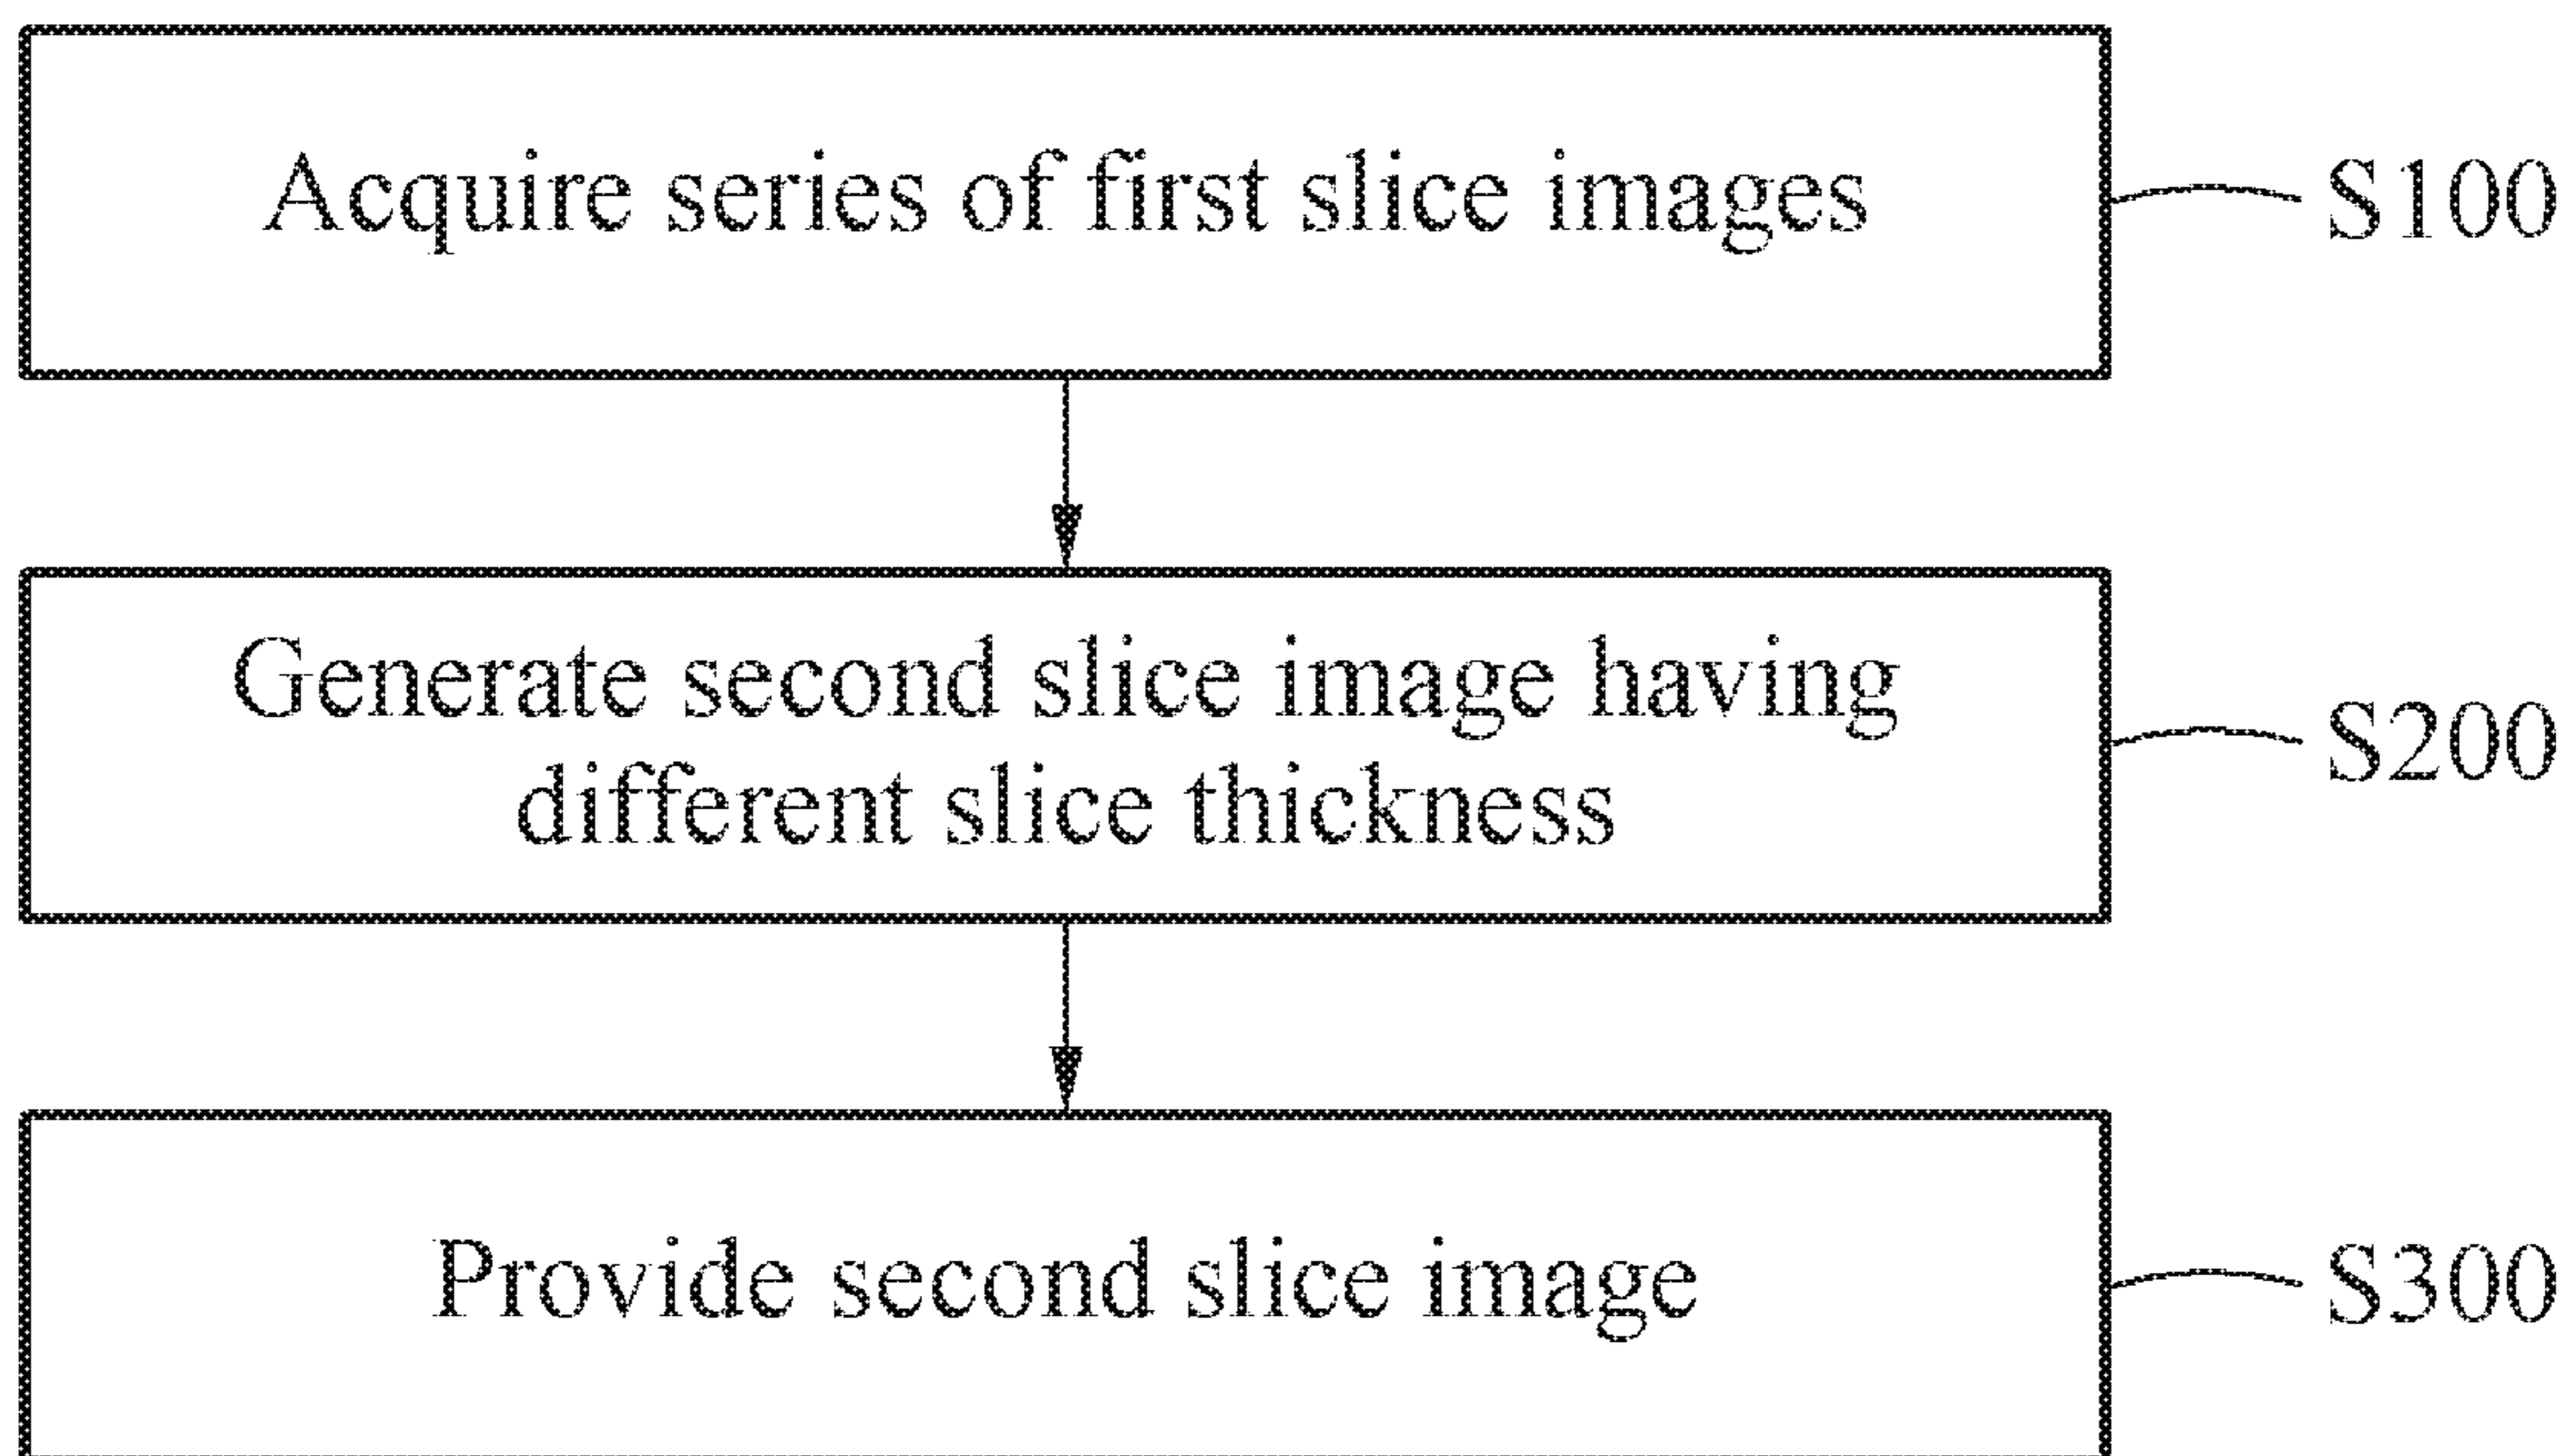 Acquire series of first slice images
S100
Generate second slice image having
different slice thickness
S200
Provide second slice image
S300